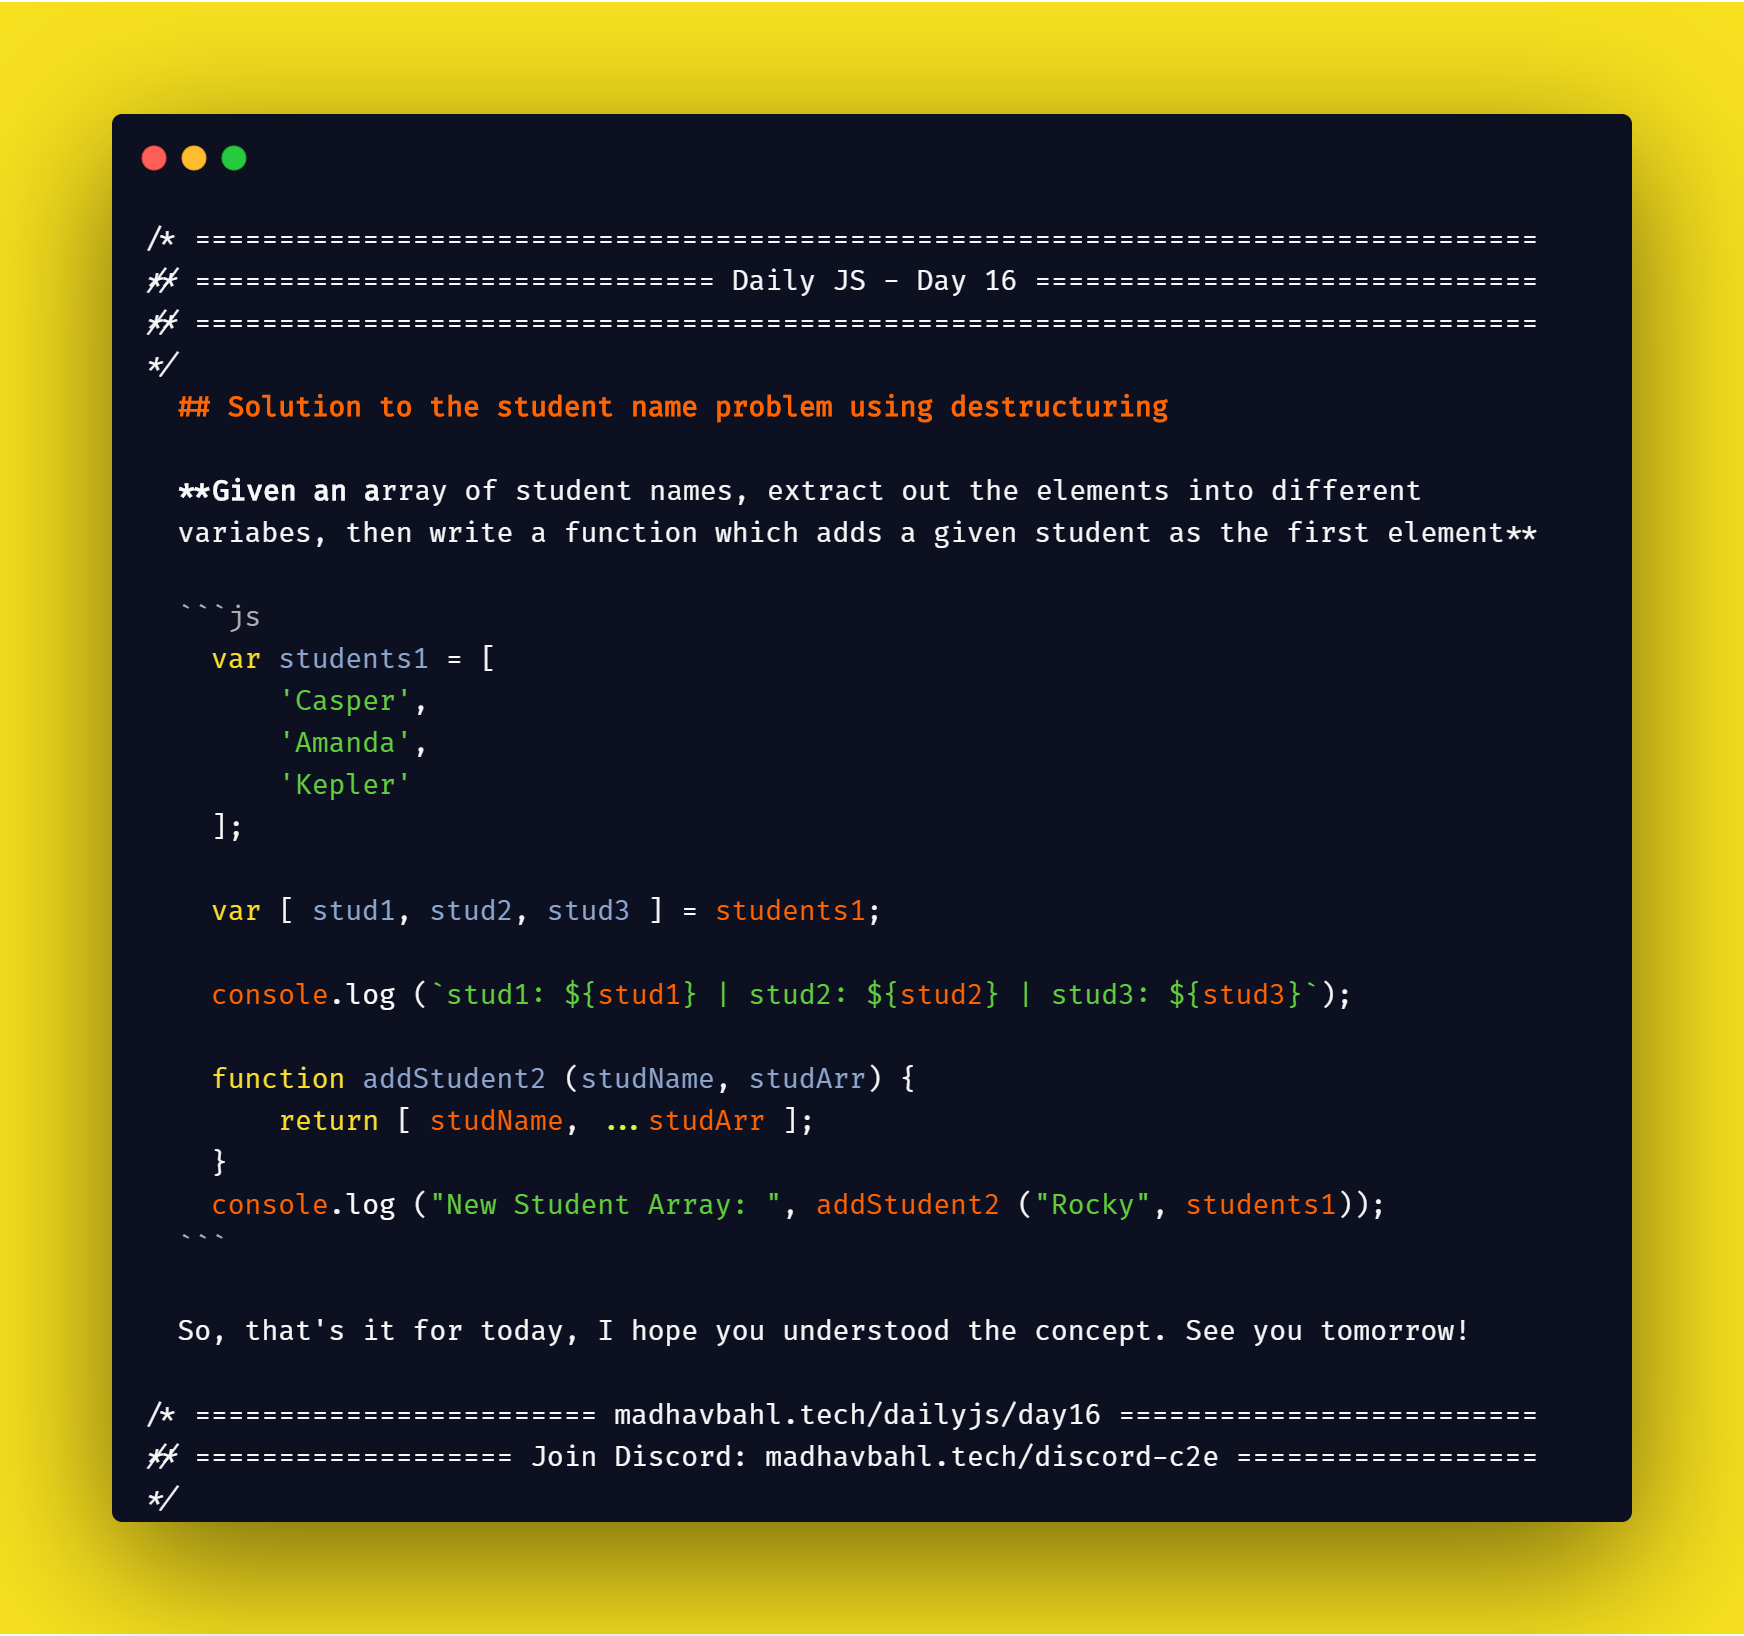 /* ================================================================================
** =============================== Daily JS - Day 16 ==============================
** ================================================================================
*/
## Solution to the student name problem using destructuring
**Given an array of student names, extract out the elements into different
variabes, then write a function which adds a given student as the first element**
```js
var students1 = [
'Casper',
'Amanda',
'Kepler'
];
var [ stud1, stud2, stud3 ] = students1;
console.log (`stud1: ${stud1} | stud2: ${stud2} | stud3: ${stud3}`);
function addStudent2 (studName, studArr) {
return [ studName, ...studArr ];
}
console.log ("New Student Array: ", addStudent2 ("Rocky", students1));
```
So, that's it for today, I hope you understood the concept. See you tomorrow!
/* ======================== madhavbahl.tech/dailyjs/day16 =========================
** =================== Join Discord: madhavbahl.tech/discord-c2e ==================
*/